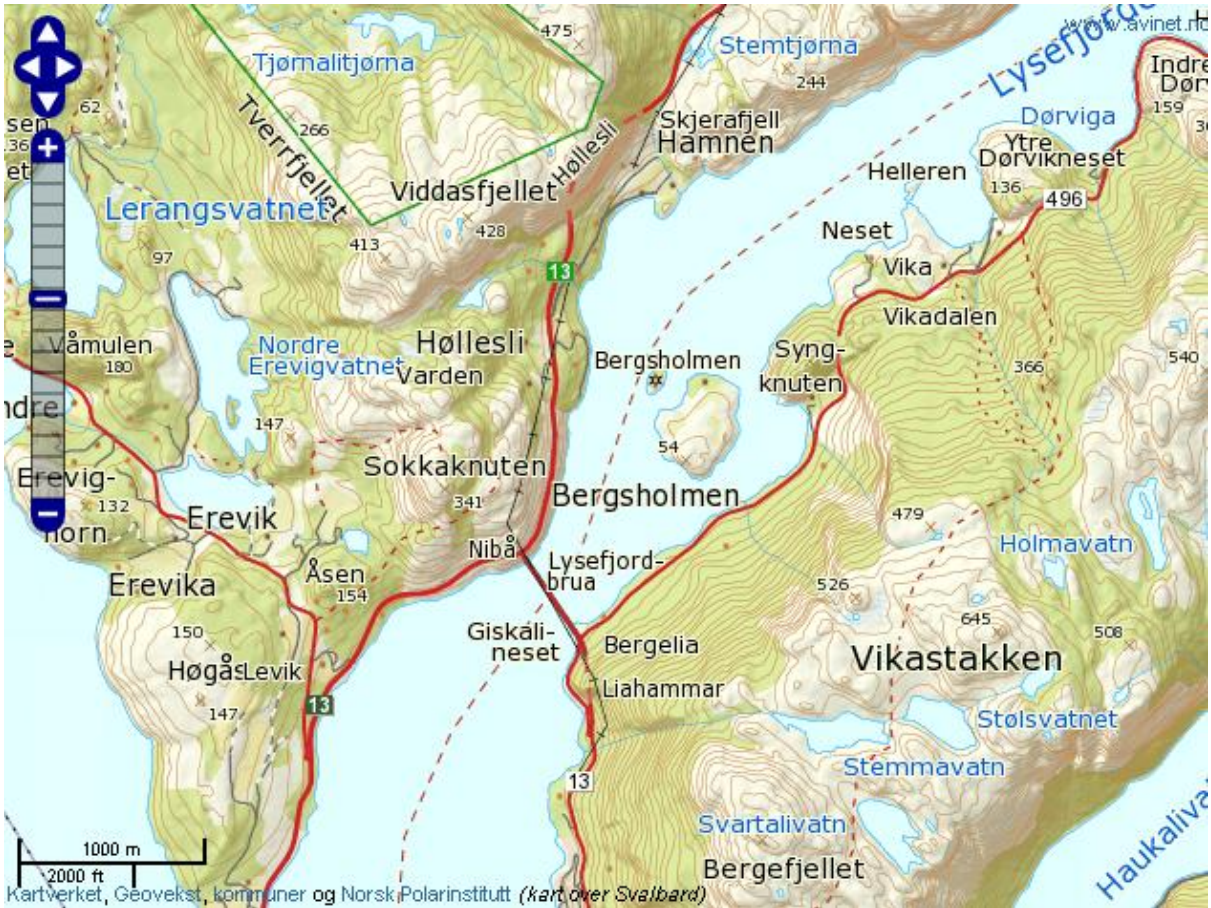 www.avinet.no
475
Stemtjørna
Lysefjorde
Tjørnalitjørna
244
Indre
Dørv
62
159
sen
266
Skjerafjell
Hamnen
Dørviga
136
et
Tverrfjellet
Høllesli
Ytre
Dørvikneset
Helleren
Viddasfjellet
136
496
Lerangsvatnet
428
413
Neset
97
13
Vika
Vikadalen
Våmulen
180
Nordre
Erevigvatnet
Høllesli
Varden
Bergsholmen
Syng-
knuten
366
540
ndre
147
54
Sokkaknuten
Erevig-
horn
132
341
Bergsholmen
479
Erevik
Nibå
Lysefjord-
brua
Holmavatn
Erevika
Åsen
154
526
150
Giskåli-
neset
Bergelia
645
508
Vikastakken
Høgås
Levik
Liahammar
147
13
Stølsvatnet
13
Stemmavatn
Svartalivatn
Haukaliva
1000 m
2000 ft
Bergefjellet
Kartverket, Geovekst, kommuner og Norsk Polarinstitutt (kart over Svalbard)